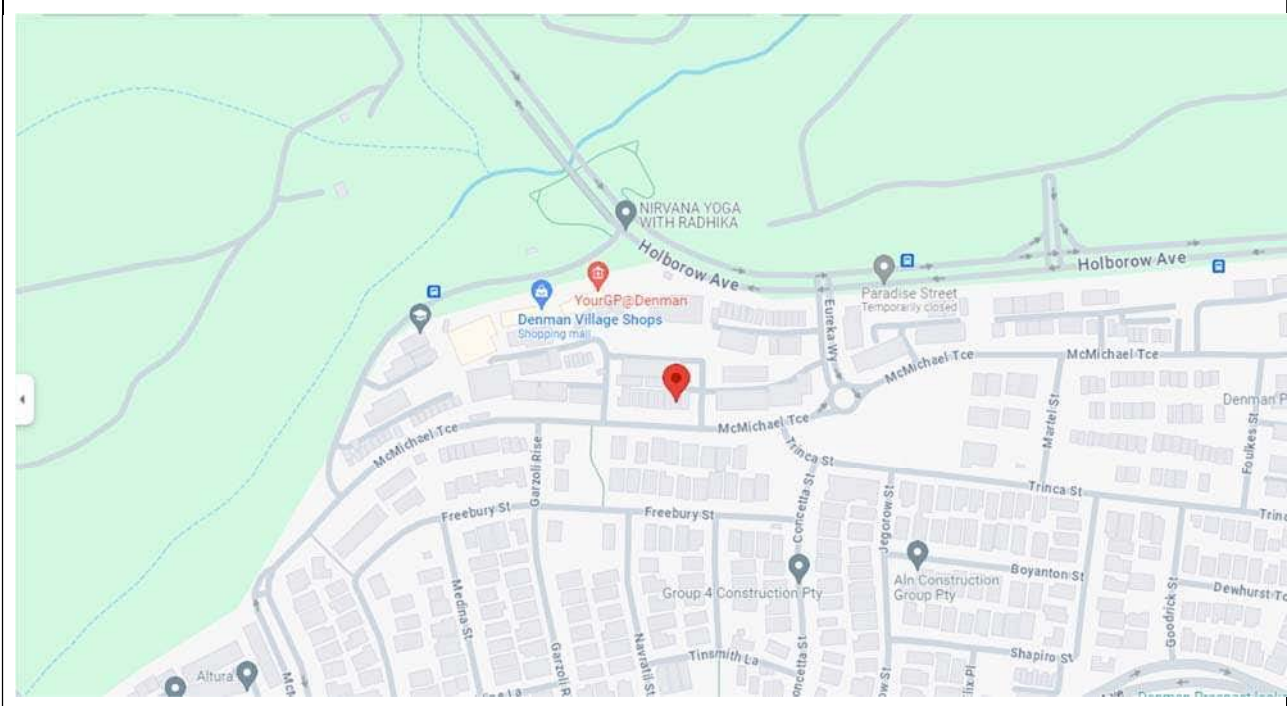 NIRVANA YOGA
WITH RADHIKA
Holborow Ave
Holborow Ave
YourGP@Denman
Paradise Street
Temporarily closed
Denman Village Shops
Shopping mall
Eureka Wy
McMichael Tce
McMichael Tce
Martel St
Denman P
Foulkes St
McMichael Tce
McMichael Tce
Garzoli Rise
Trinca St
Trinca St
Trinc
Freebury St
Freebury St
Concetta St
Jegorow St
Boyanton St
Aln Construction
Group Pty
Group 4 Construction Pty
Medina St
Goodrick St
Dewhurst Tc
Navratil St
Garzoli R
Tinsmith La
Shapiro St
Altura